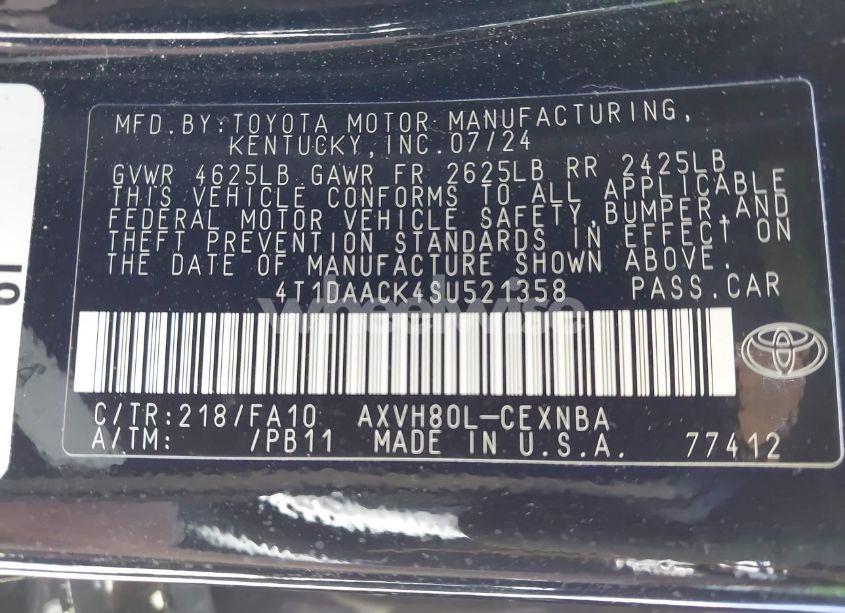 MFD.BY:TOYOTA MOTOR MANUFACTURING,
KENTUCKY,INC.07/24
GVWR 4625LB GAWR FR 2625LB RR 2425LB
THIS VEHICLE CONFORMS TO ALL APPLICABLE
FEDERAL MOTOR VEHICLE SAFETY,BUMPER,AND
THEFT PREVENTION STANDARDS IN EFFECT ON
THE DATE OF MANUFACTURE SHOWN ABOVE.
4T1DAACK4SU521358 PASS.CAR
wheelwise
C/TR:218/FA10 AXVH80L-CEXNBA
A/TM: /PB11 MADE IN U.S.A. 77412